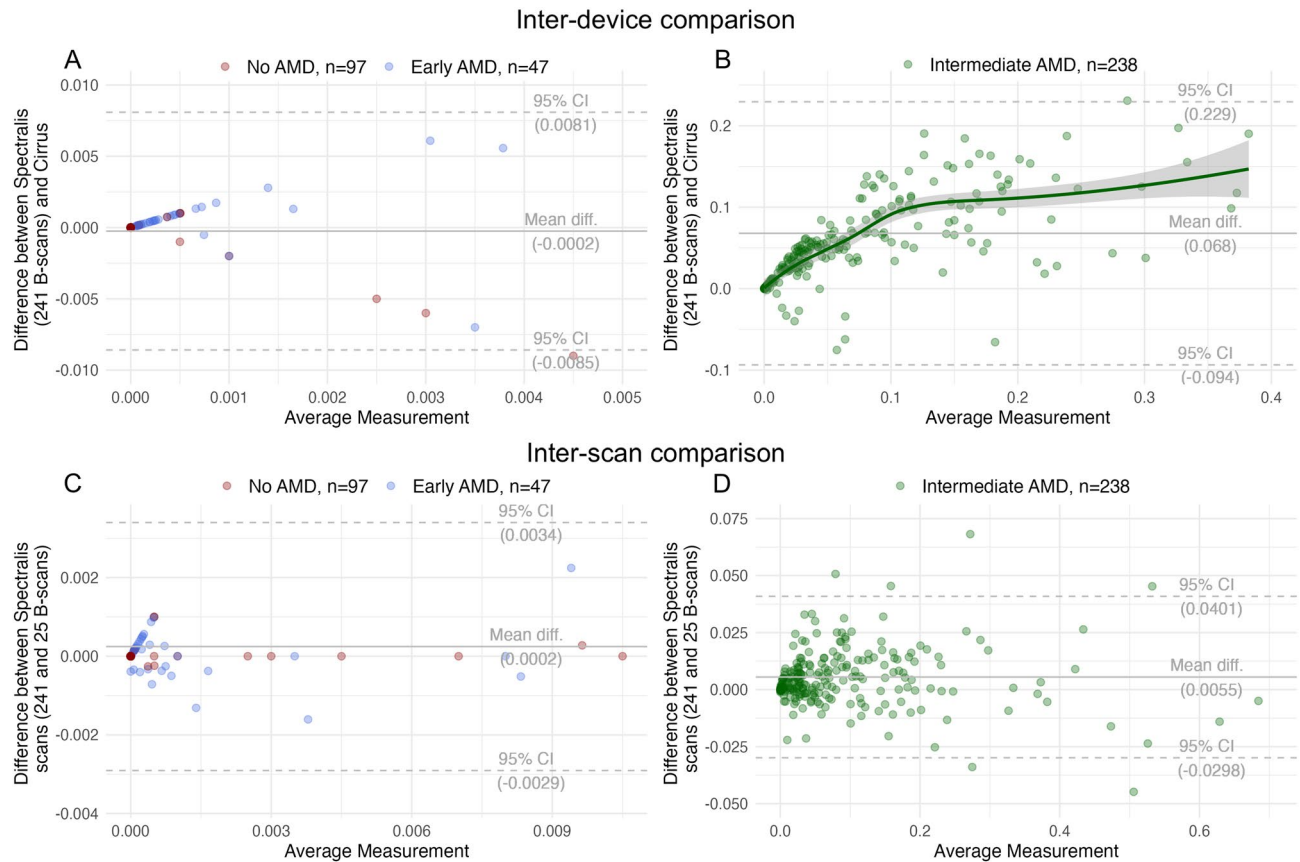 Inter-device comparison
A
No AMD, n=97 Early AMD, n=47
Difference between Spectralis
(241 B-scans) and Cirrus
0.010
0.005
0.000
-0.005
-0.010
95% CI
(0.0081)
Mean diff.
(-0.0002)
95% CI
(-0.0085)
0.000 0.001 0.002 0.003 0.004 0.005
Average Measurement
B
Intermediate AMD, n=238
Difference between Spectralis
(241 B-scans) and Cirrus
0.2
0.1
0.0
-0.1
95% CI
(0.229)
Mean diff.
(0.068)
95% CI
(-0.094)
0.0 0.1 0.2 0.3 0.4
Average Measurement
Inter-scan comparison
C
No AMD, n=97 Early AMD, n=47
Difference between Spectralis
scans (241 and 25 B-scans)
0.002
0.000
-0.002
-0.004
95% CI
(0.0034)
Mean diff.
(0.0002)
95% CI
(-0.0029)
0.000 0.003 0.006 0.009
Average Measurement
D
Intermediate AMD, n=238
Difference between Spectralis
scans (241 and 25 B-scans)
0.075
0.050
0.025
0.000
-0.025
-0.050
95% CI
(0.0401)
Mean diff.
(0.0055)
95% CI
(-0.0298)
0.0 0.2 0.4 0.6
Average Measurement